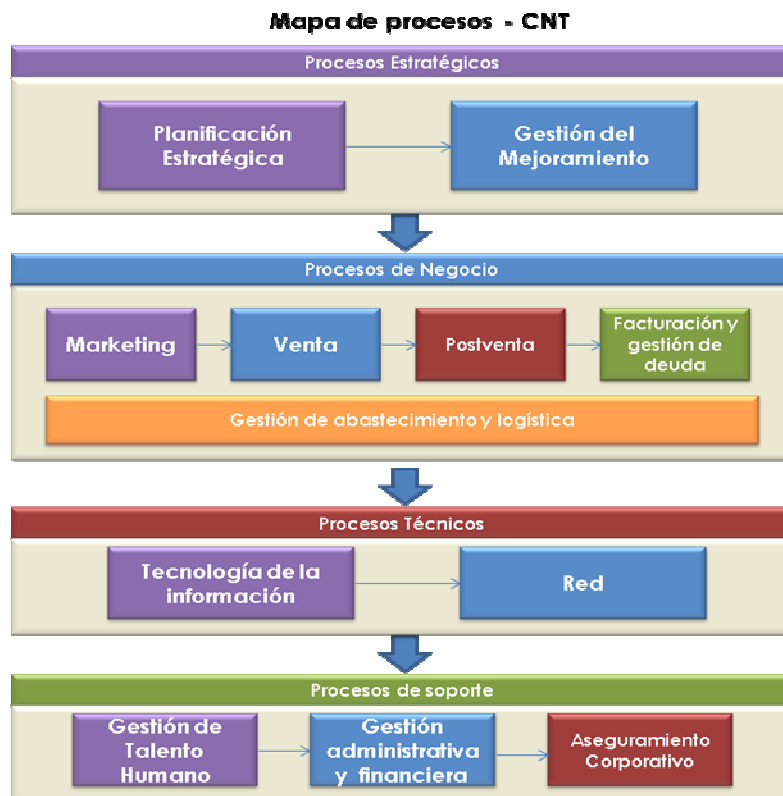 Mapa de procesos - CNT
Procesos Estratégicos
Planificación
Estratégica
Gestión del
Mejoramiento
Procesos de Negocio
Marketing
Venta
Postventa
Facturación y
gestión de
deuda
Gestión de abastecimiento y logística
Procesos Técnicos
Tecnología de la
información
Red
Procesos de soporte
Gestión de
Talento
Humano
Gestión
administrativa
y financiera
Aseguramiento
Corporativo